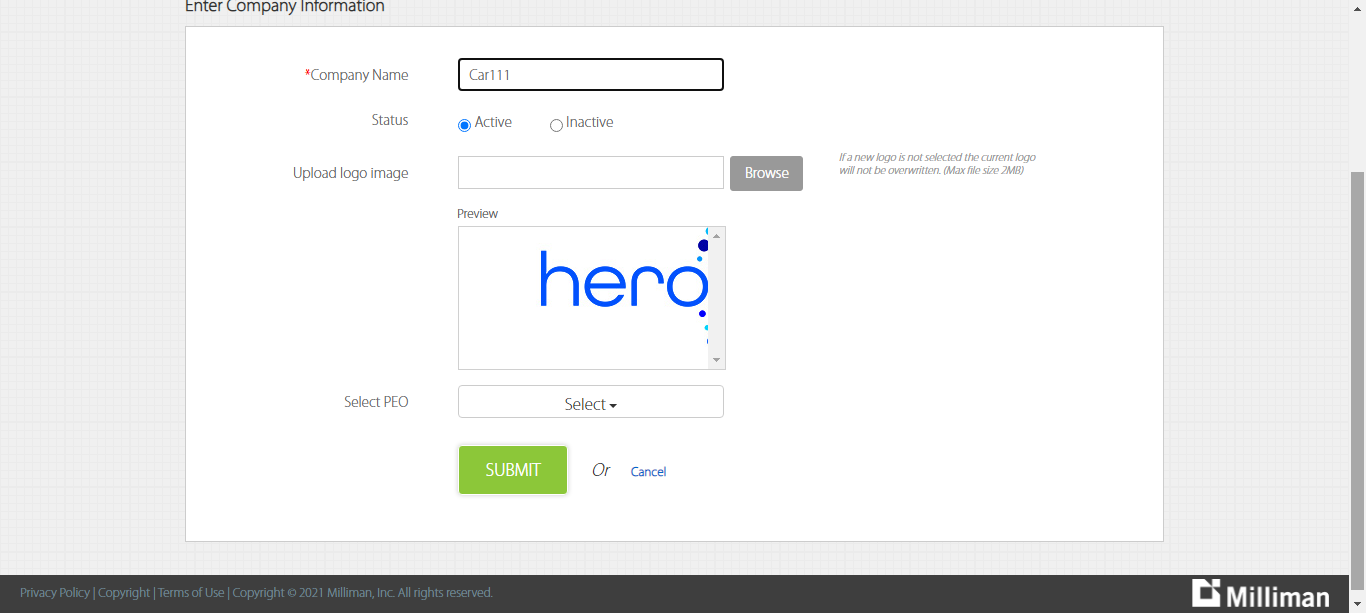 Enter Company Information
*Company Name
Car111
Status
Active
Inactive
Upload logo image
Browse
If a new logo is not selected the current logo
will not be overwritten. (Max file size 2MB)
Preview
hero
Select PEO
Select
SUBMIT
Or
Cancel
Privacy Policy | Copyright | Terms of Use | Copyright © 2021 Milliman, Inc. All rights reserved.
Milliman